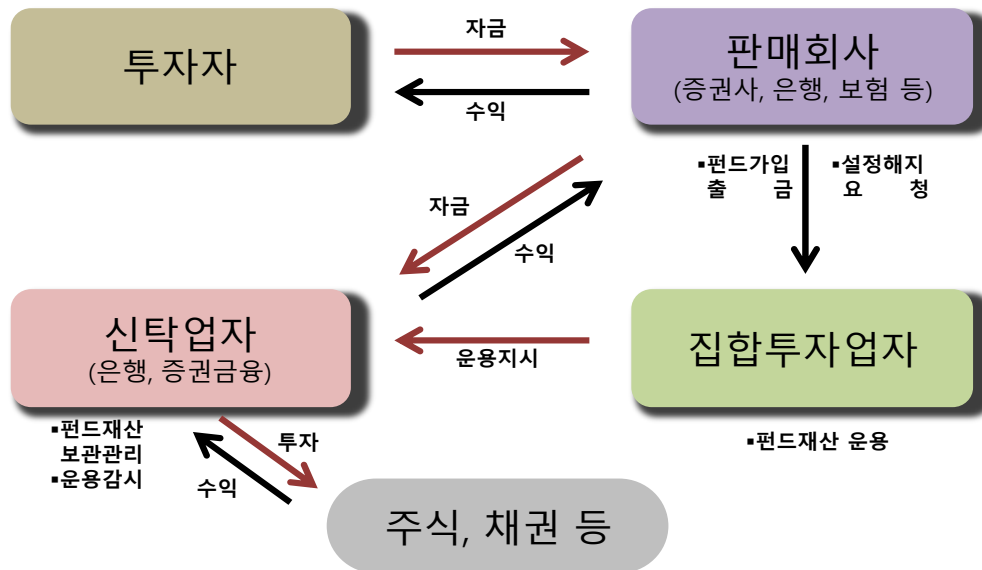 투자자
자금
수익
판매회사
(증권사, 은행, 보험 등)
▪펀드가입
출 금
▪설정해지
요 청
자금
수익
신탁업자
(은행, 증권금융)
운용지시
집합투자업자
▪펀드재산
보관관리
▪운용감시
투자
수익
▪펀드재산 운용
주식, 채권 등